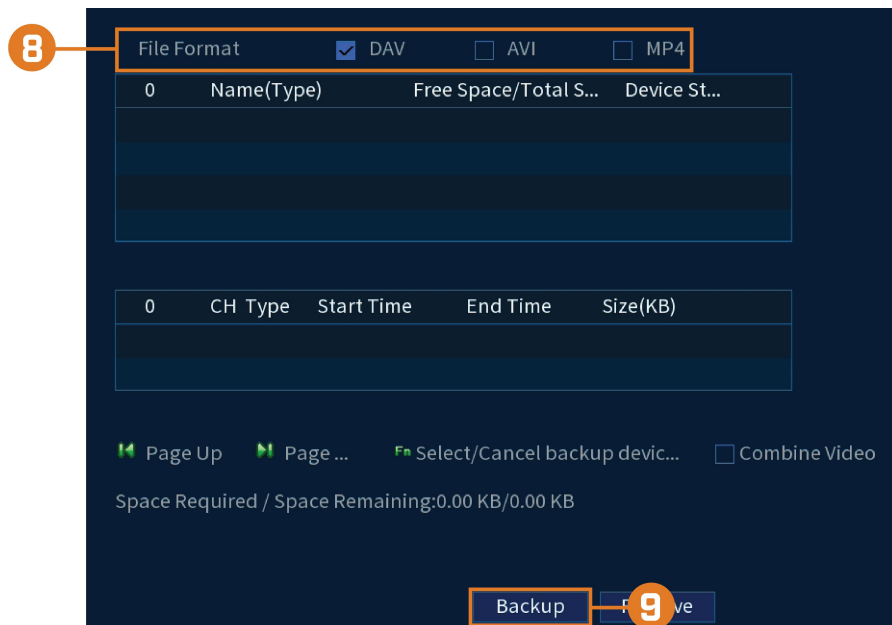 8 File Format DAV AVI MP4
0 Name(Type) Free Space/Total S... Device St...
0 CH Type Start Time End Time Size(KB)
Page Up Page ... Fn Select/Cancel backup devic... Combine Video
Space Required / Space Remaining:0.00 KB/0.00 KB
Backup 9